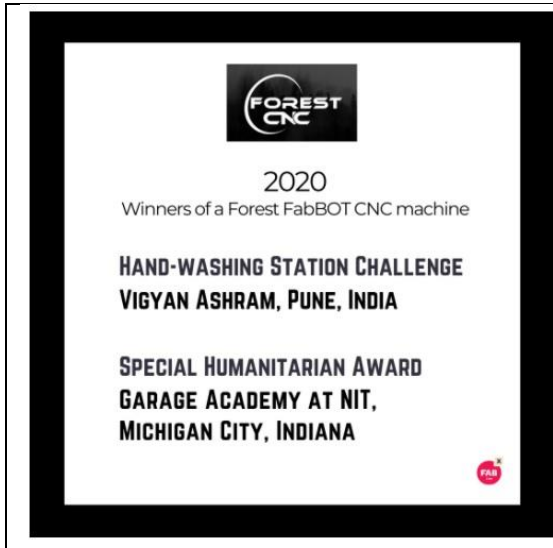 FOREST
CNC
2020
Winners of a Forest FabBOT CNC machine
HAND-WASHING STATION CHALLENGE
VIGYAN ASHRAM, PUNE, INDIA
SPECIAL HUMANITARIAN AWARD
GARAGE ACADEMY AT NIT,
MICHIGAN CITY, INDIANA
FAB